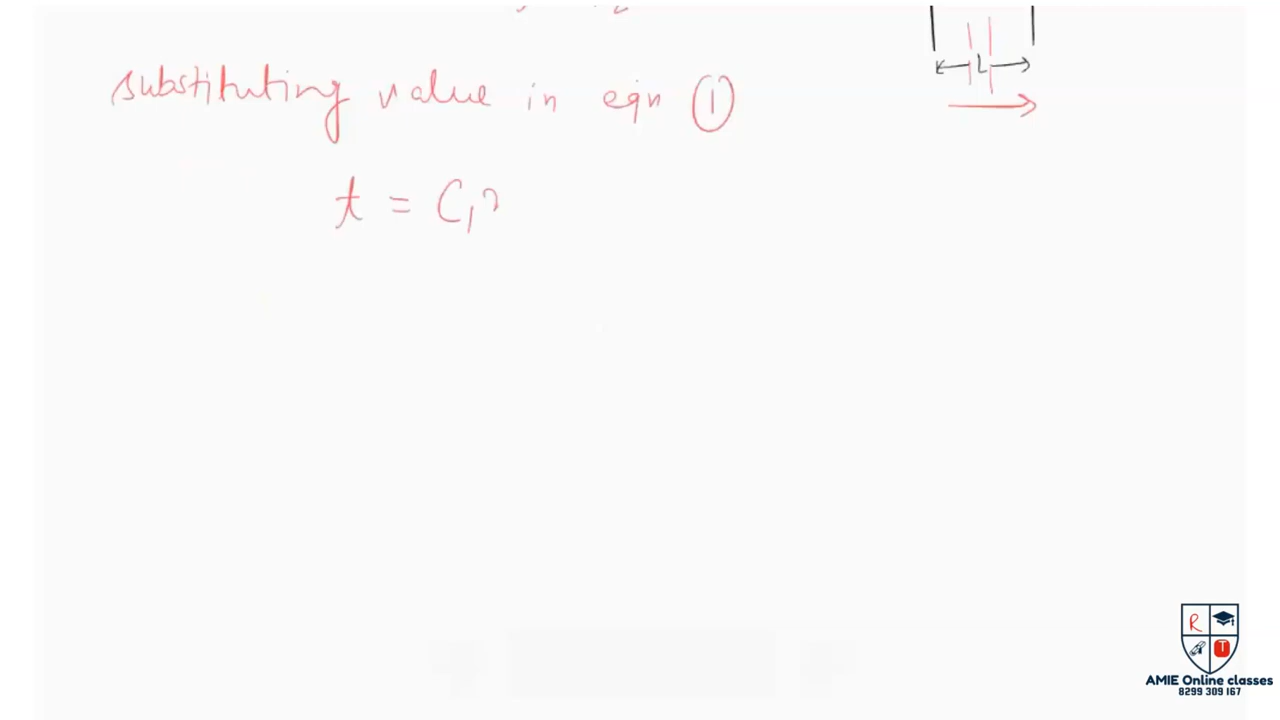 substituting value in eqn ①
L
t = C₁
R
T
AMIE Online classes
8299 309 167